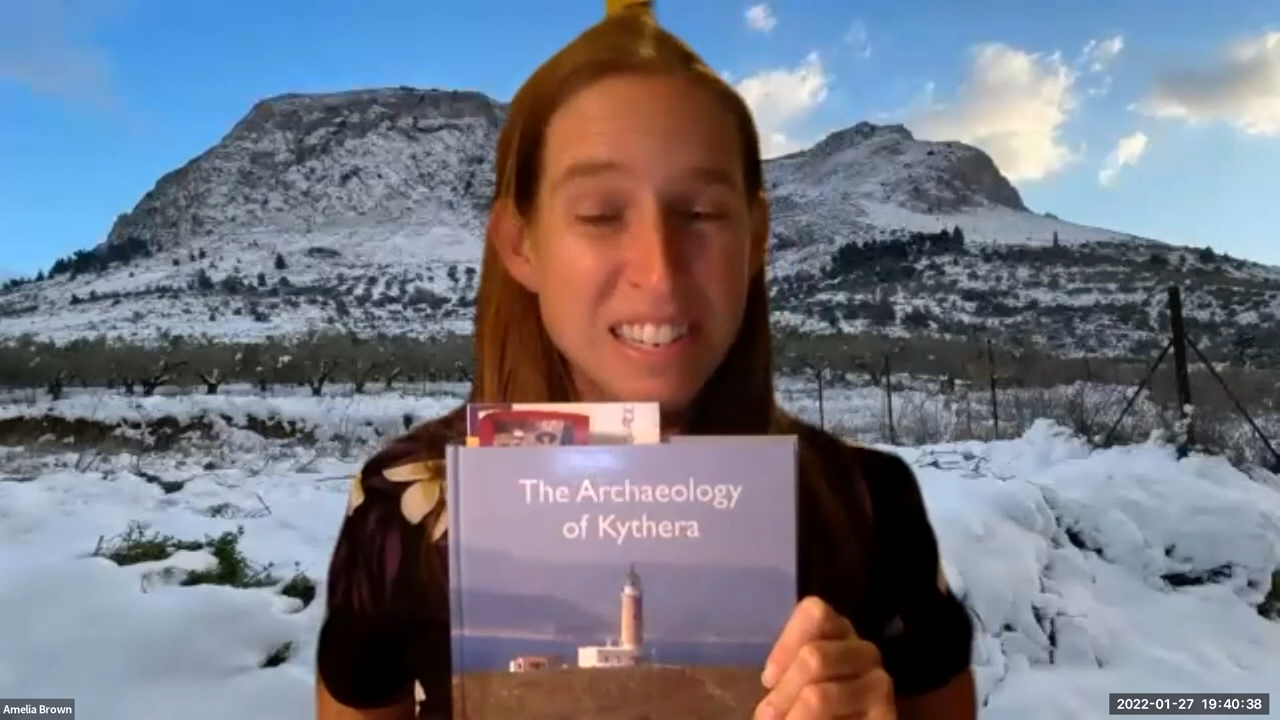 The Archaeology
of Kythera
Amelia Brown
2022-01-27 19:40:38